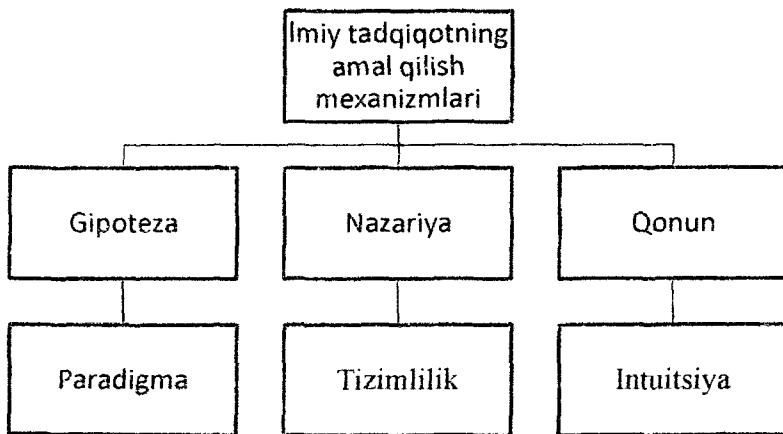 Imiy tadqiqotning
amal qilish
mexanizmlari
Gipoteza
Nazariya
Qonun
Paradigma
Tizimlilik
Intuitsiya